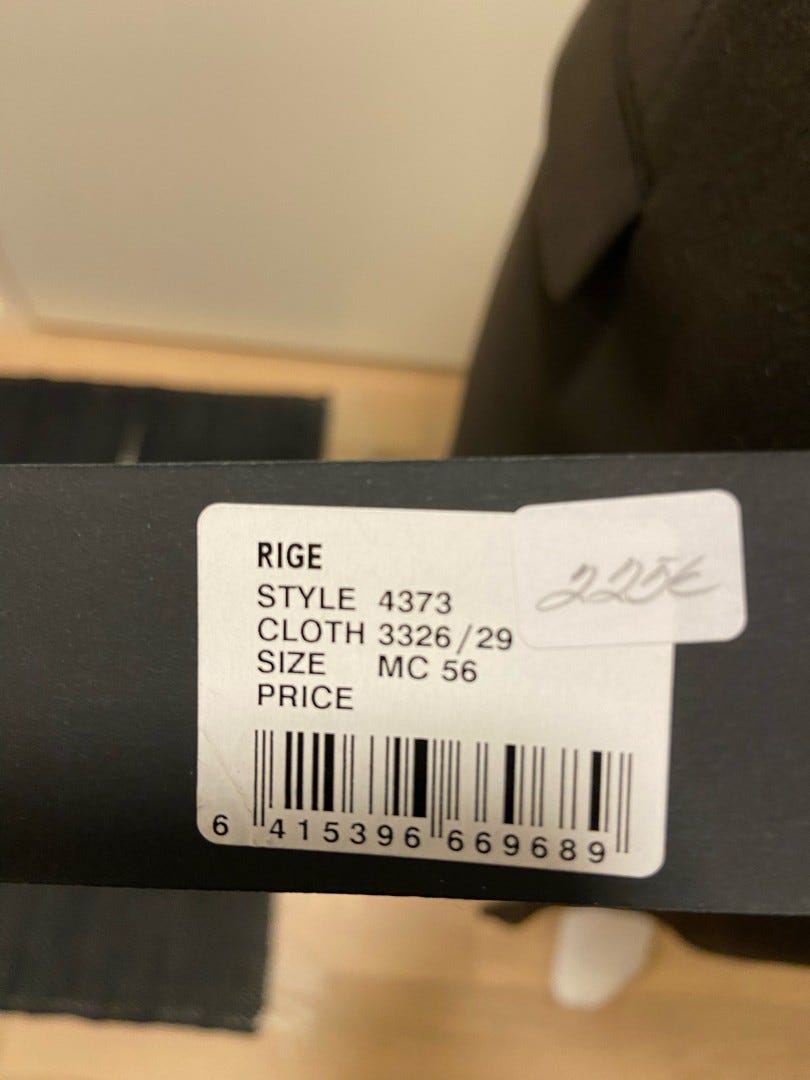 RIGE
225€
STYLE 4373
CLOTH 3326/29
SIZE MC 56
PRICE
6 415396 669689